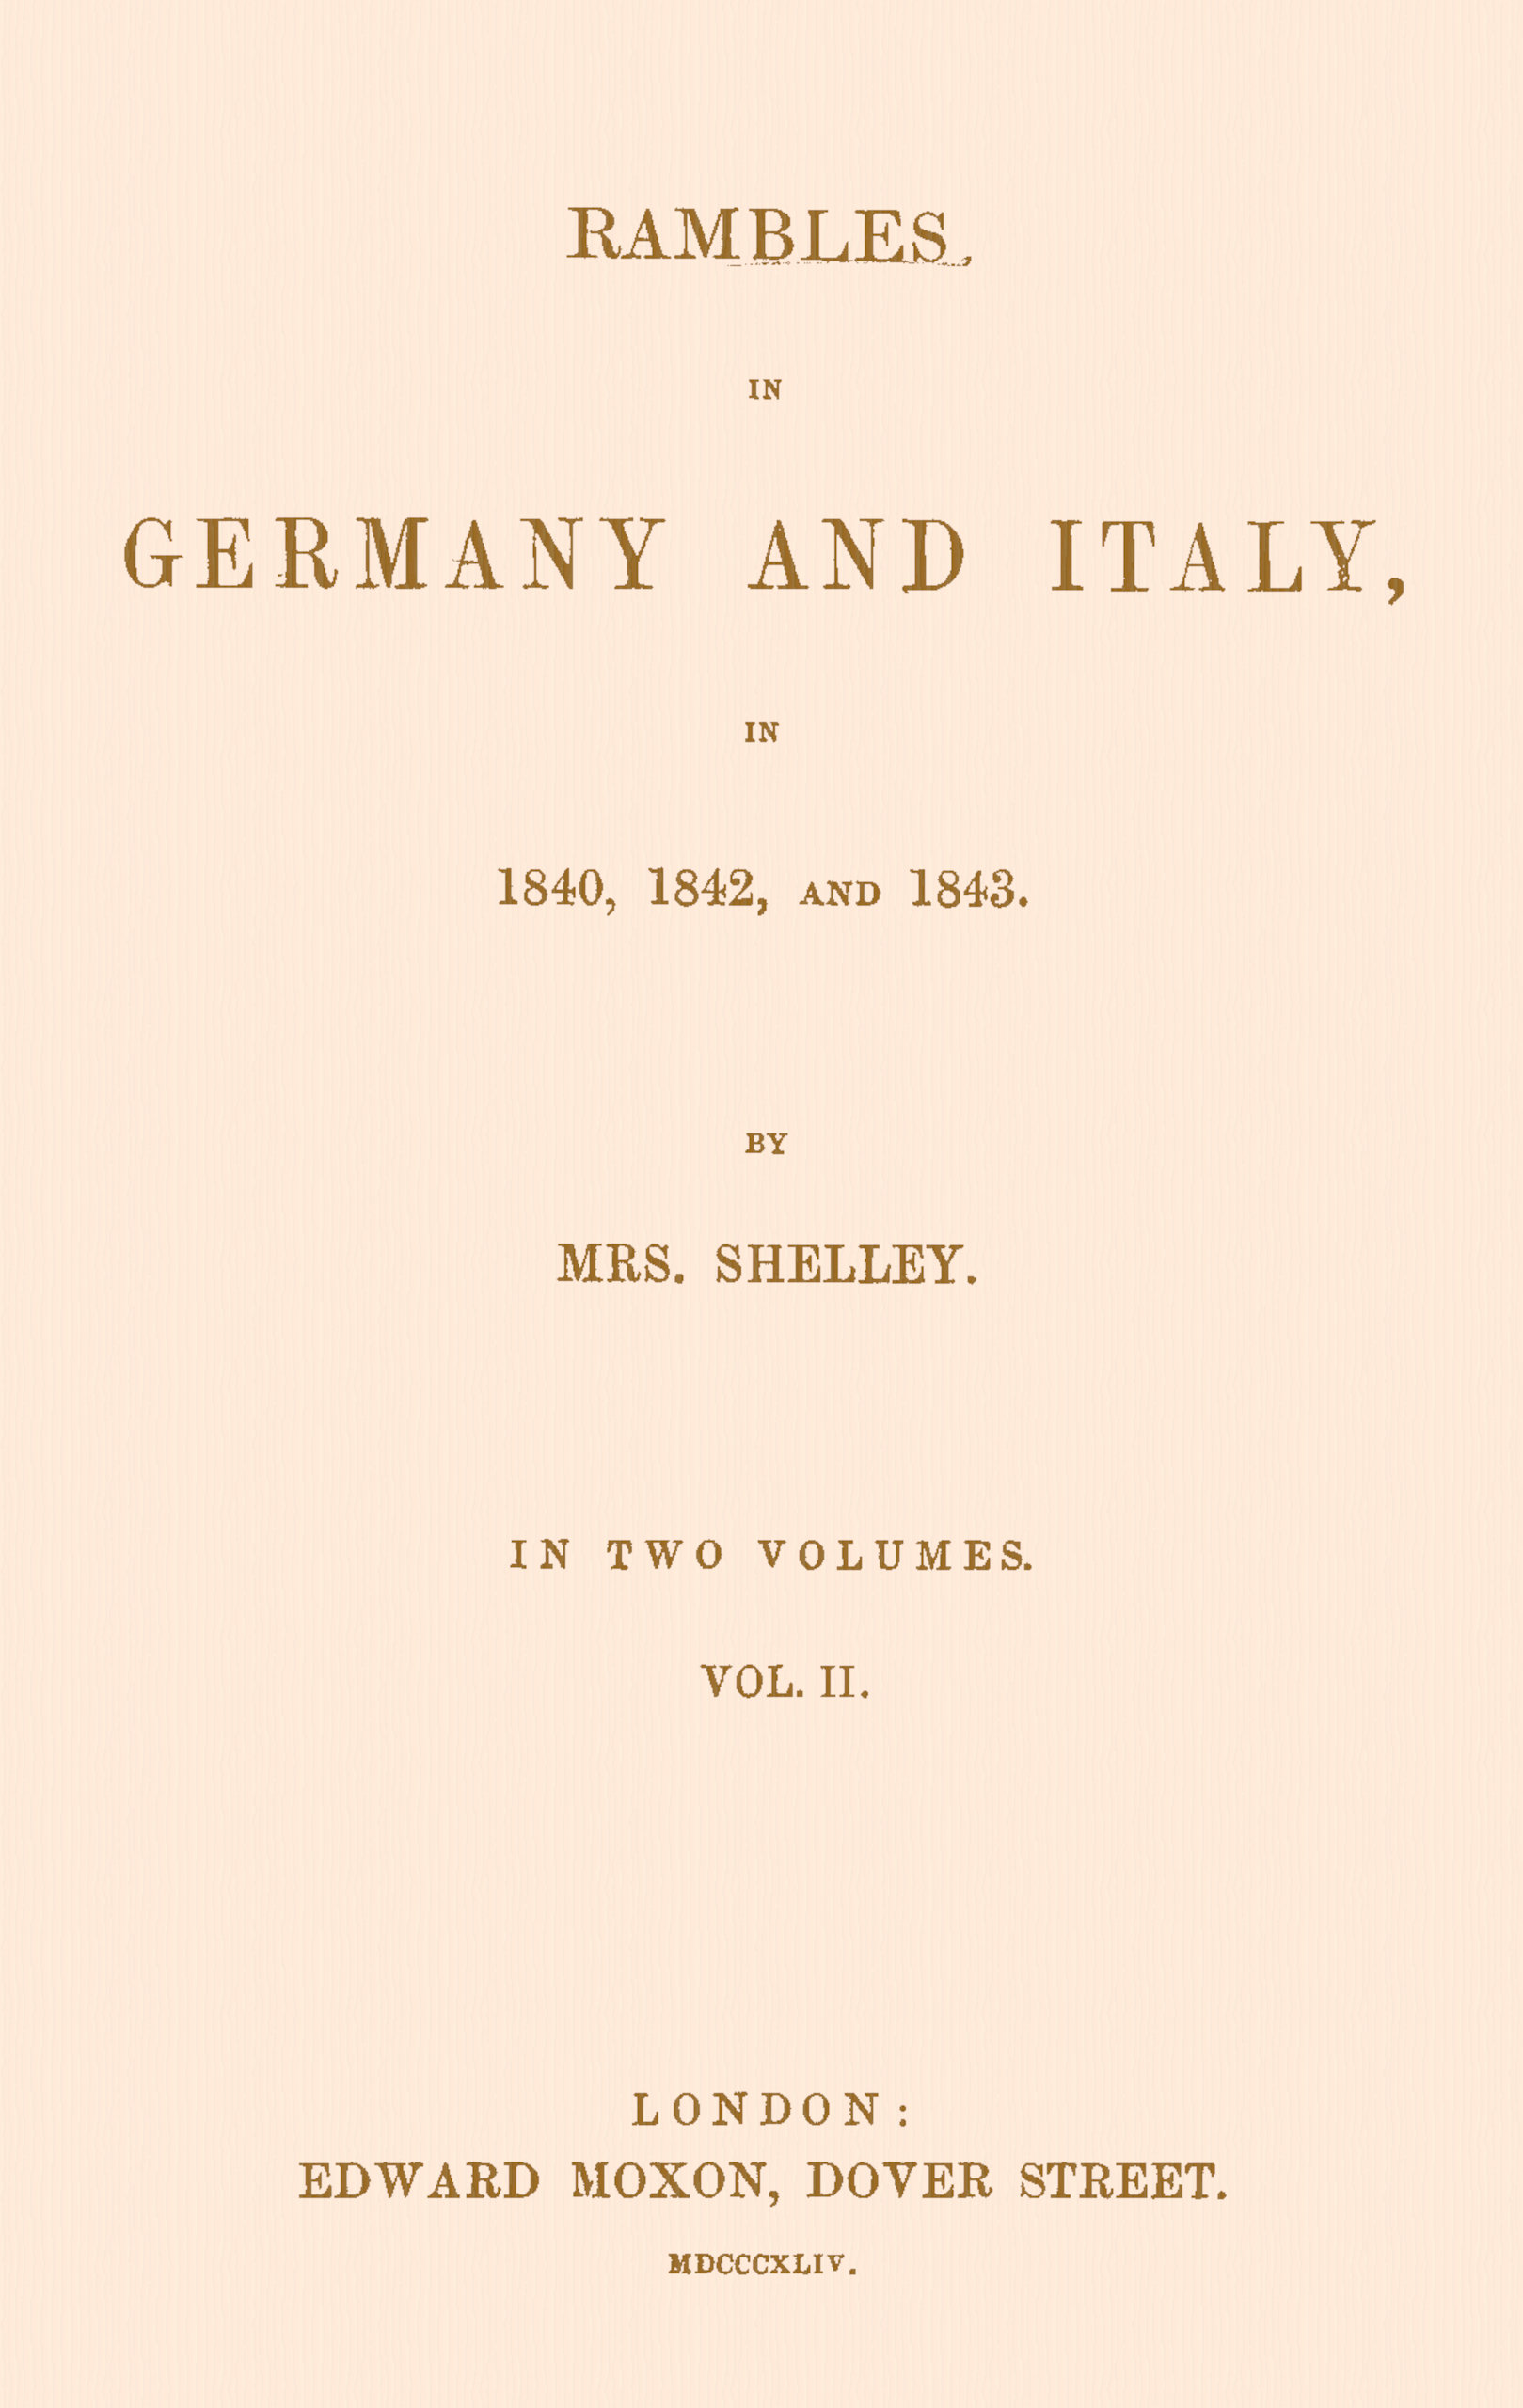 RAMBLES,
IN
GERMANY AND ITALY,
IN
1840, 1842, AND 1843.
BY
MRS. SHELLEY.
IN TWO VOLUMES.
VOL. II.
LONDON:
EDWARD MOXON, DOVER STREET.
MDCCCXLIV.